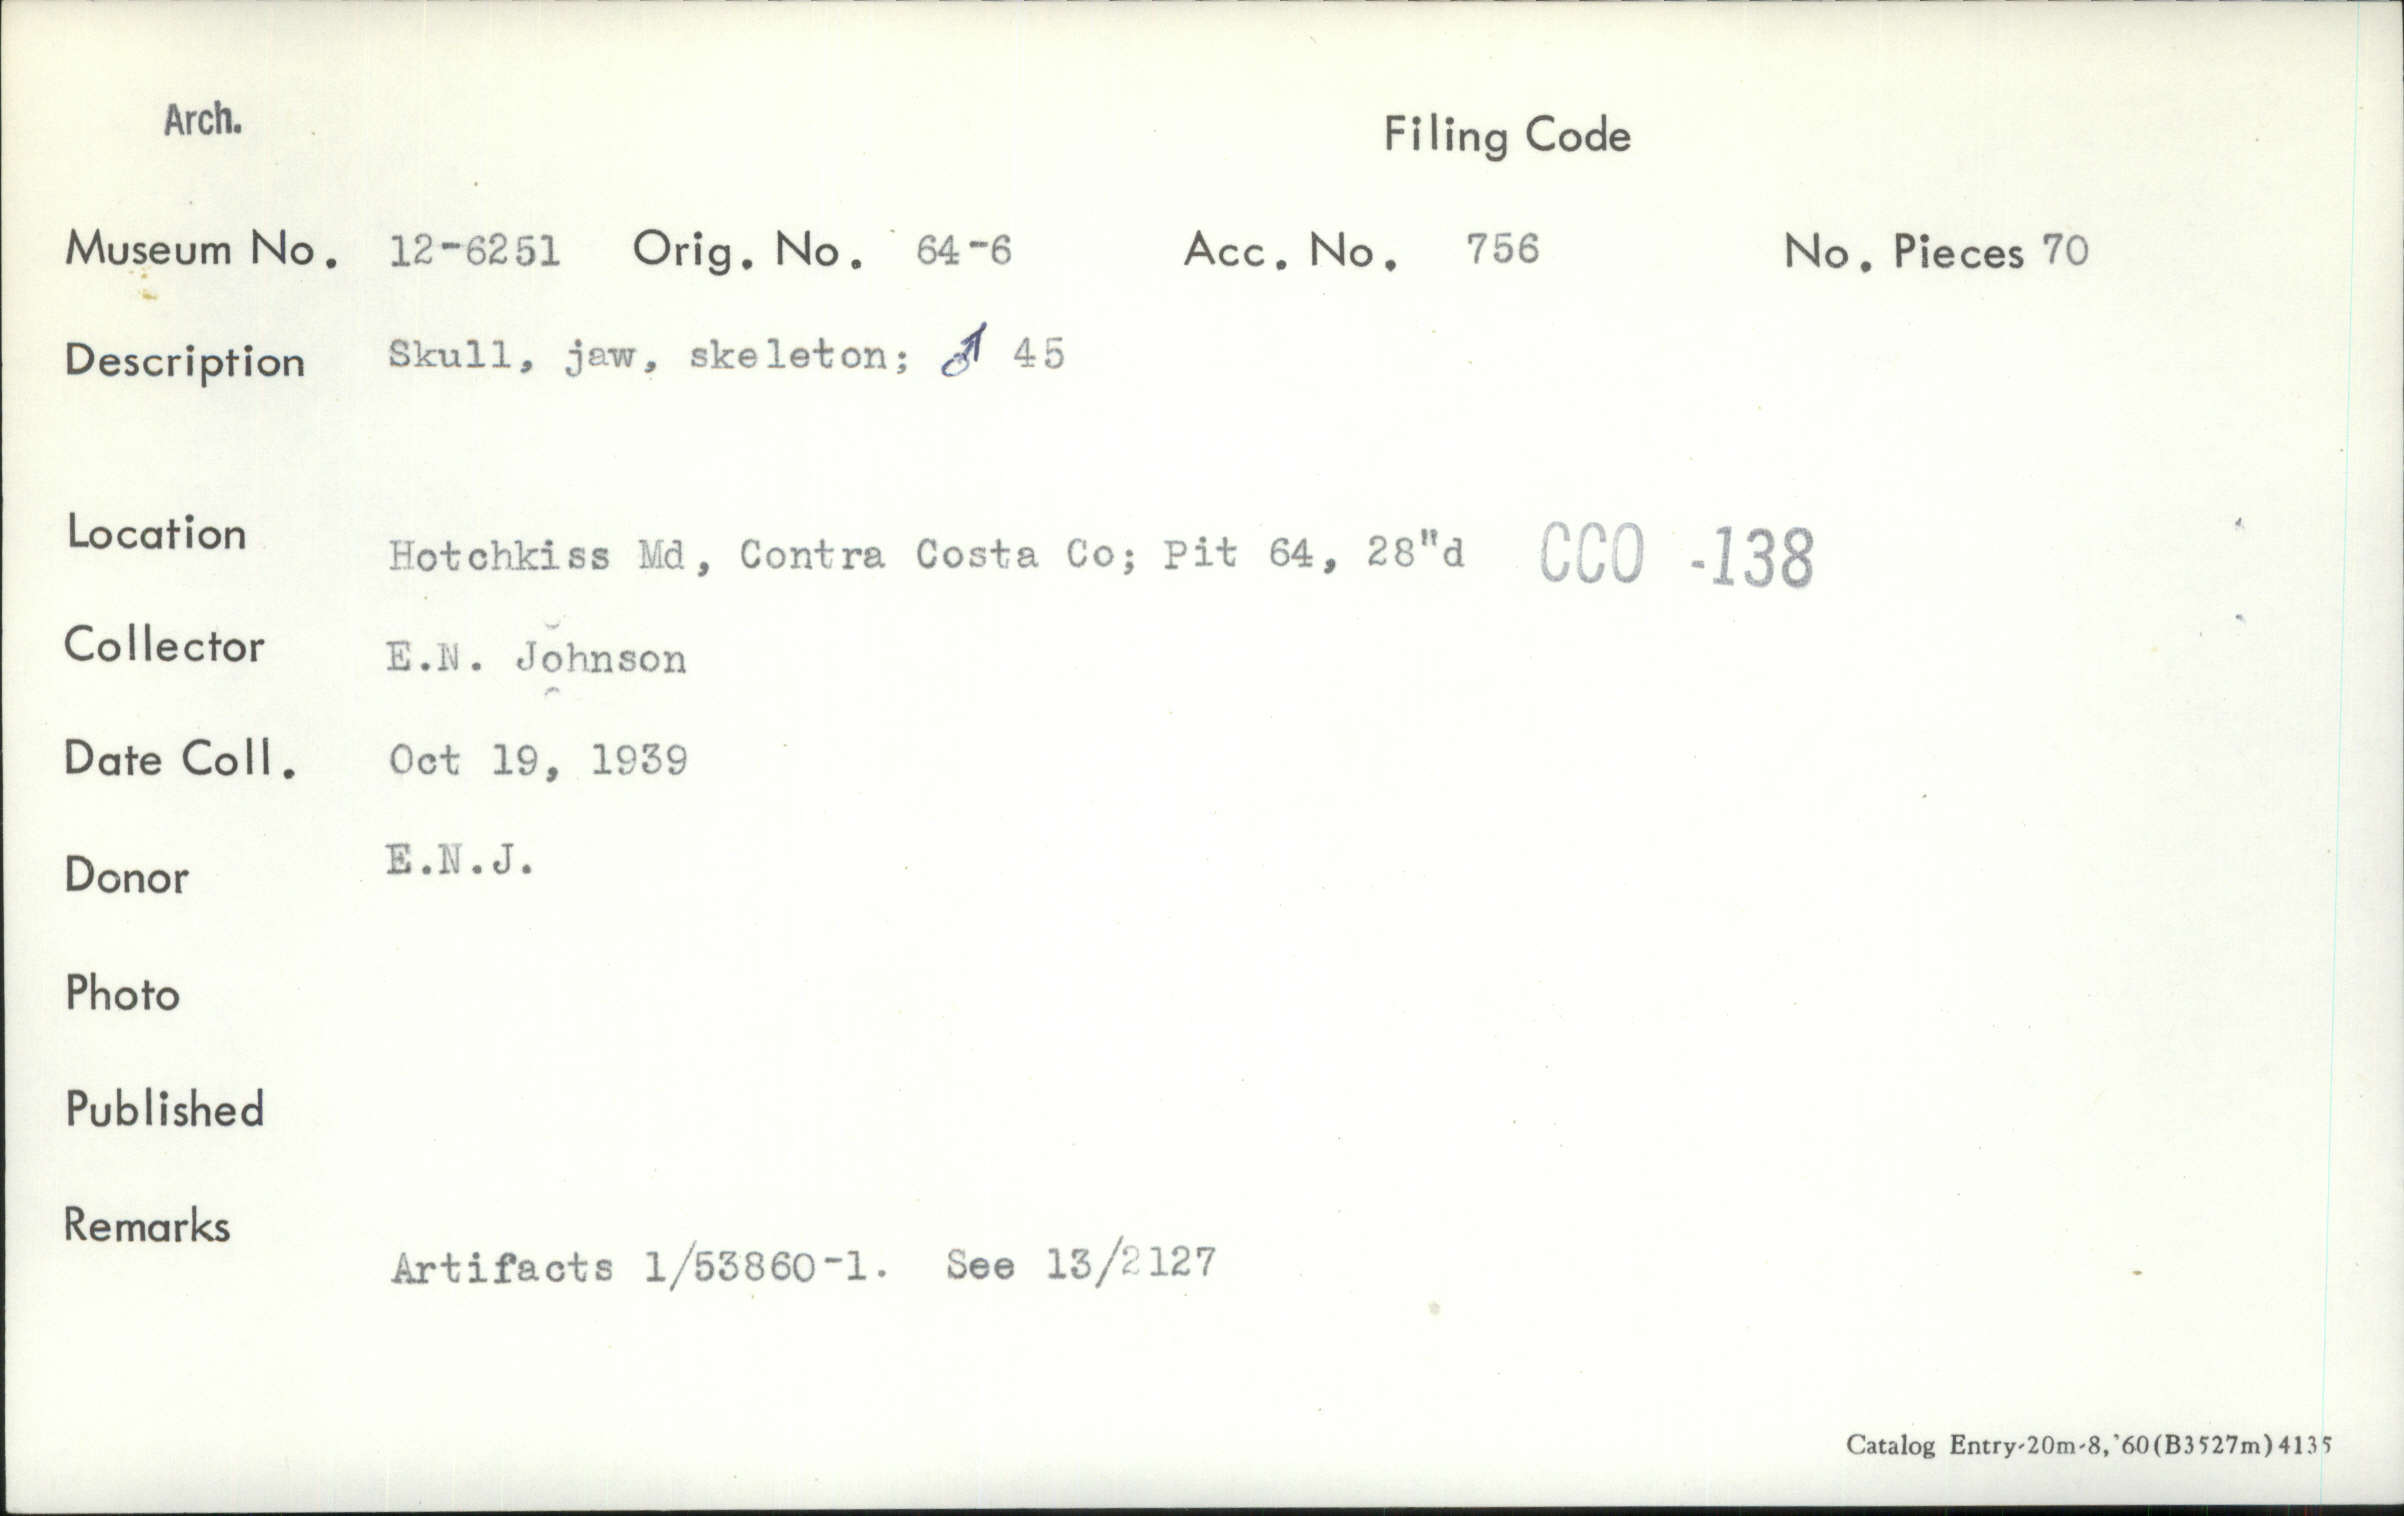 Arch.
Filing Code
Museum No. 12-6251 Orig. No. 64-6 Acc. No. 756 No. Pieces 70
Description Skull, jaw, skeleton; ♂ 45
Location Hotchkiss Md, Contra Costa Co; Pit 64, 28"d CCO -138
Collector E.N. Johnson
Date Coll. Oct 19, 1939
Donor E.N.J.
Photo
Published
Remarks
Artifacts 1/53860-1. See 13/2127
Catalog Entry-20m-8,'60(B3527m)4135